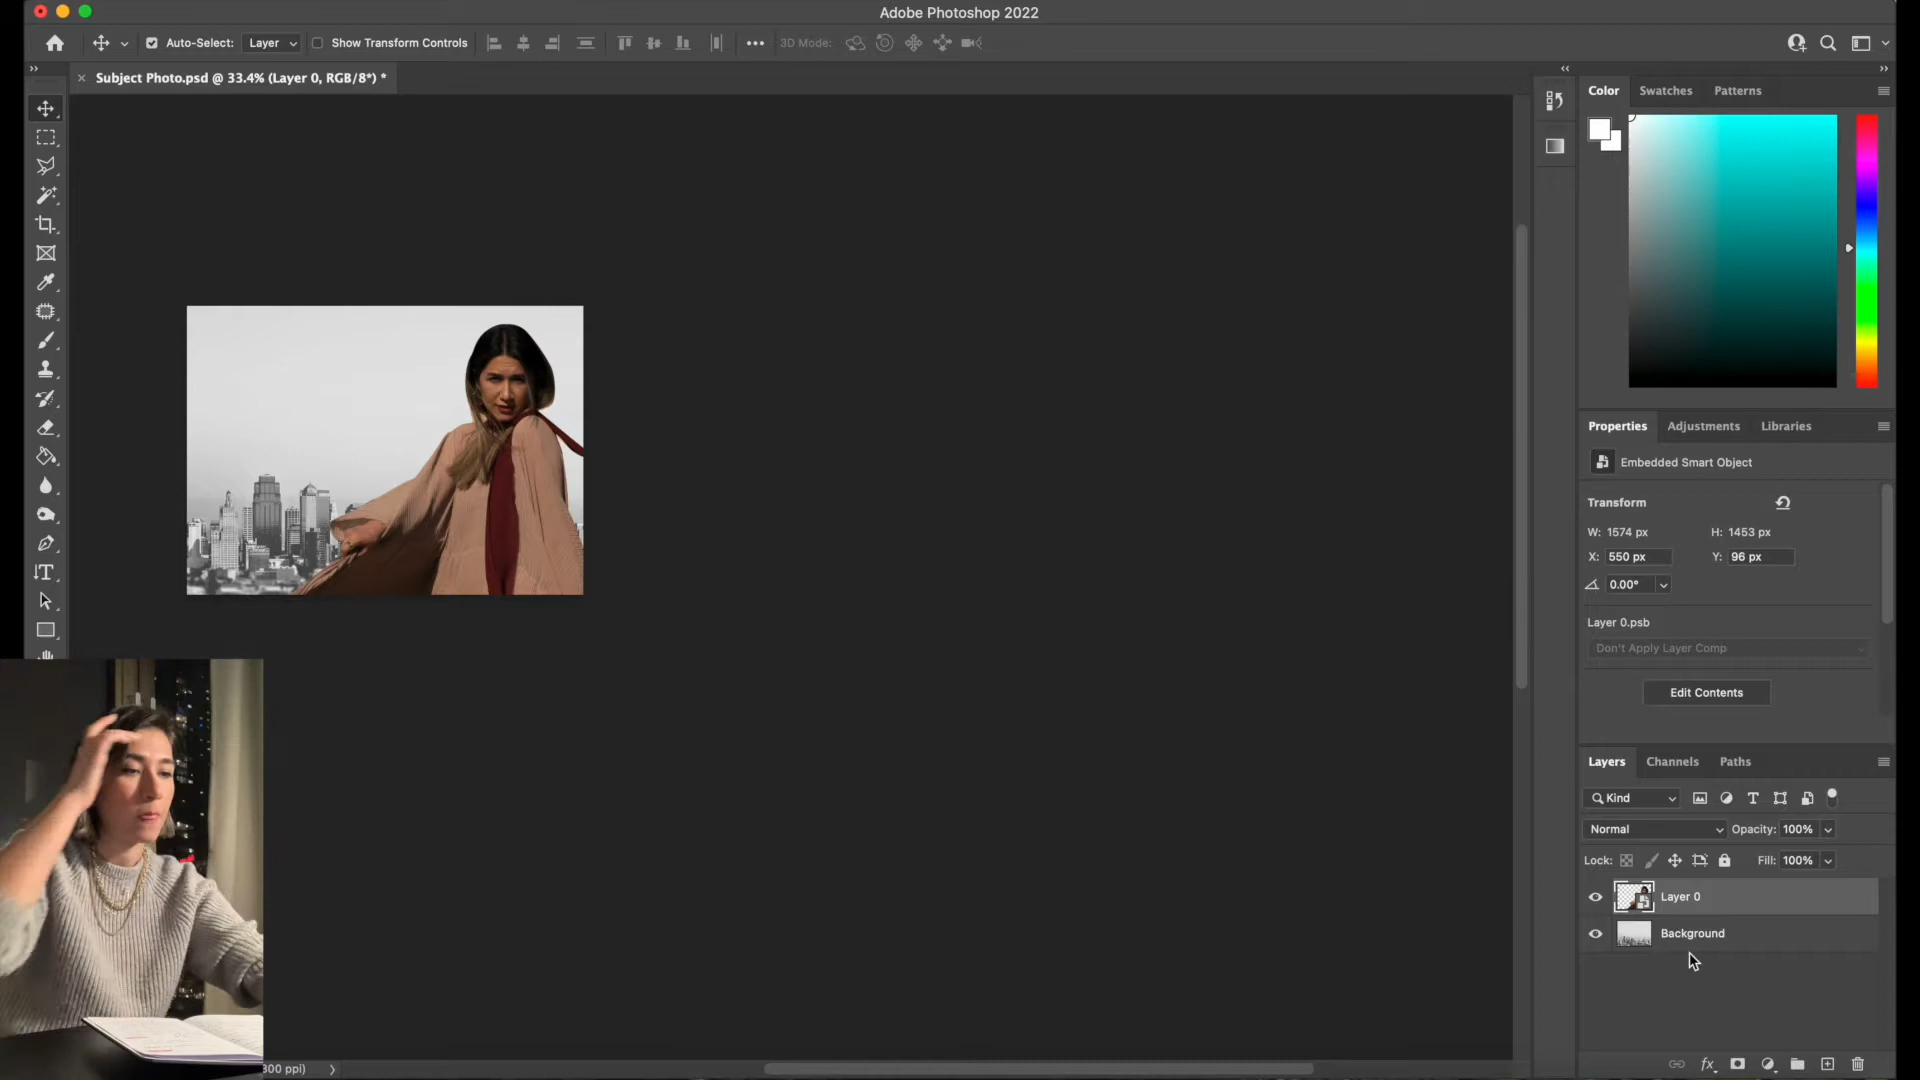 Adobe Photoshop 2022
Auto-Select: Layer Show Transform Controls 3D Mode:
Subject Photo.psd @ 33.4% (Layer 0, RGB/8*) *
Color Swatches Patterns
Properties Adjustments Libraries
Embedded Smart Object
Transform
W: 1574 px H: 1453 px
X: 550 px Y: 96 px
0.00°
Layer 0.psb
Don't Apply Layer Comp
Edit Contents
Layers Channels Paths
Kind
Normal Opacity: 100%
Lock: Fill: 100%
Layer 0
Background
300 ppi)